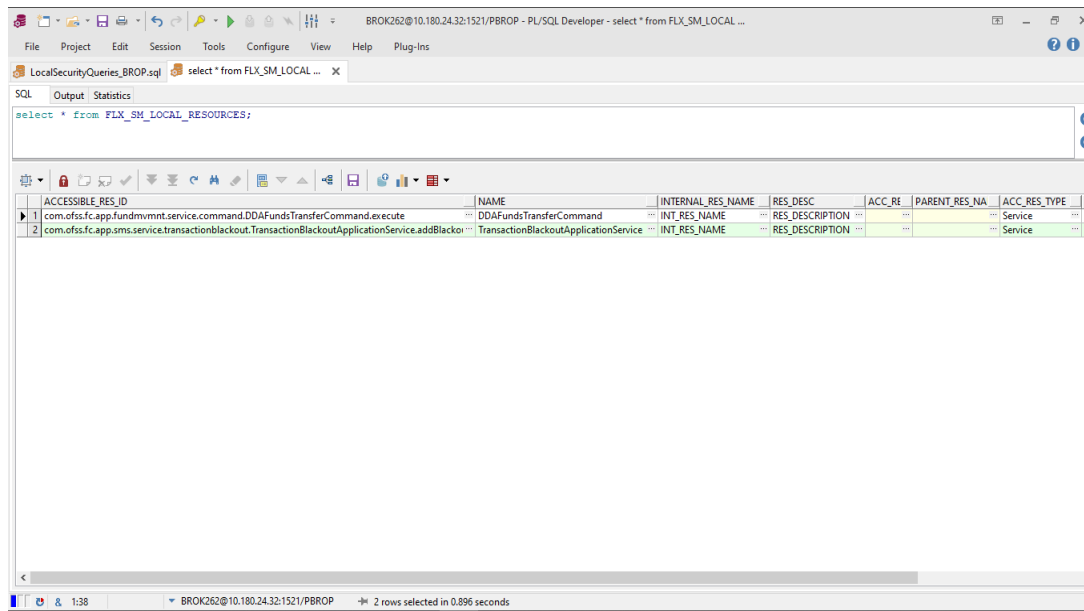 BROK262@10.180.24.32:1521/PBROP - PL/SQL Developer - select * from FLX_SM_LOCAL ...
File Project Edit Session Tools Configure View Help Plug-Ins
LocalSecurityQueries_BROP.sql select * from FLX_SM_LOCAL ... X
SQL Output Statistics
select * from FLX_SM_LOCAL_RESOURCES;
ACCESSIBLE_RES_ID NAME INTERNAL_RES_NAME RES_DESC ACC_RE PARENT_RES_NA ACC_RES_TYPE
1 com.ofss.fc.app.fundmvmnt.service.command.DDAFundsTransferCommand.execute ... DDAFundsTransferCommand ... INT_RES_NAME ... RES_DESCRIPTION ... ... ... Service ...
2 com.ofss.fc.app.sms.service.transactionblackout.TransactionBlackoutApplicationService.addBlackou ... TransactionBlackoutApplicationService ... INT_RES_NAME ... RES_DESCRIPTION ... ... ... Service ...
& 1:38 BROK262@10.180.24.32:1521/PBROP 2 rows selected in 0.896 seconds